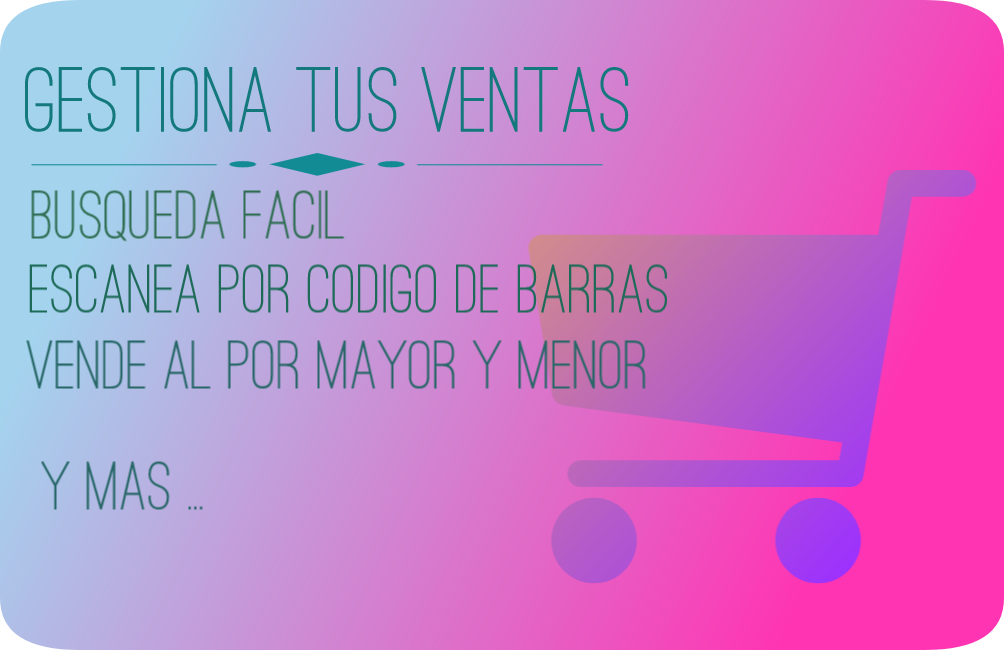 GESTIONA TUS VENTAS
BUSQUEDA FACIL
ESCANEA POR CODIGO DE BARRAS
VENDE AL POR MAYOR Y MENOR
Y MAS ...